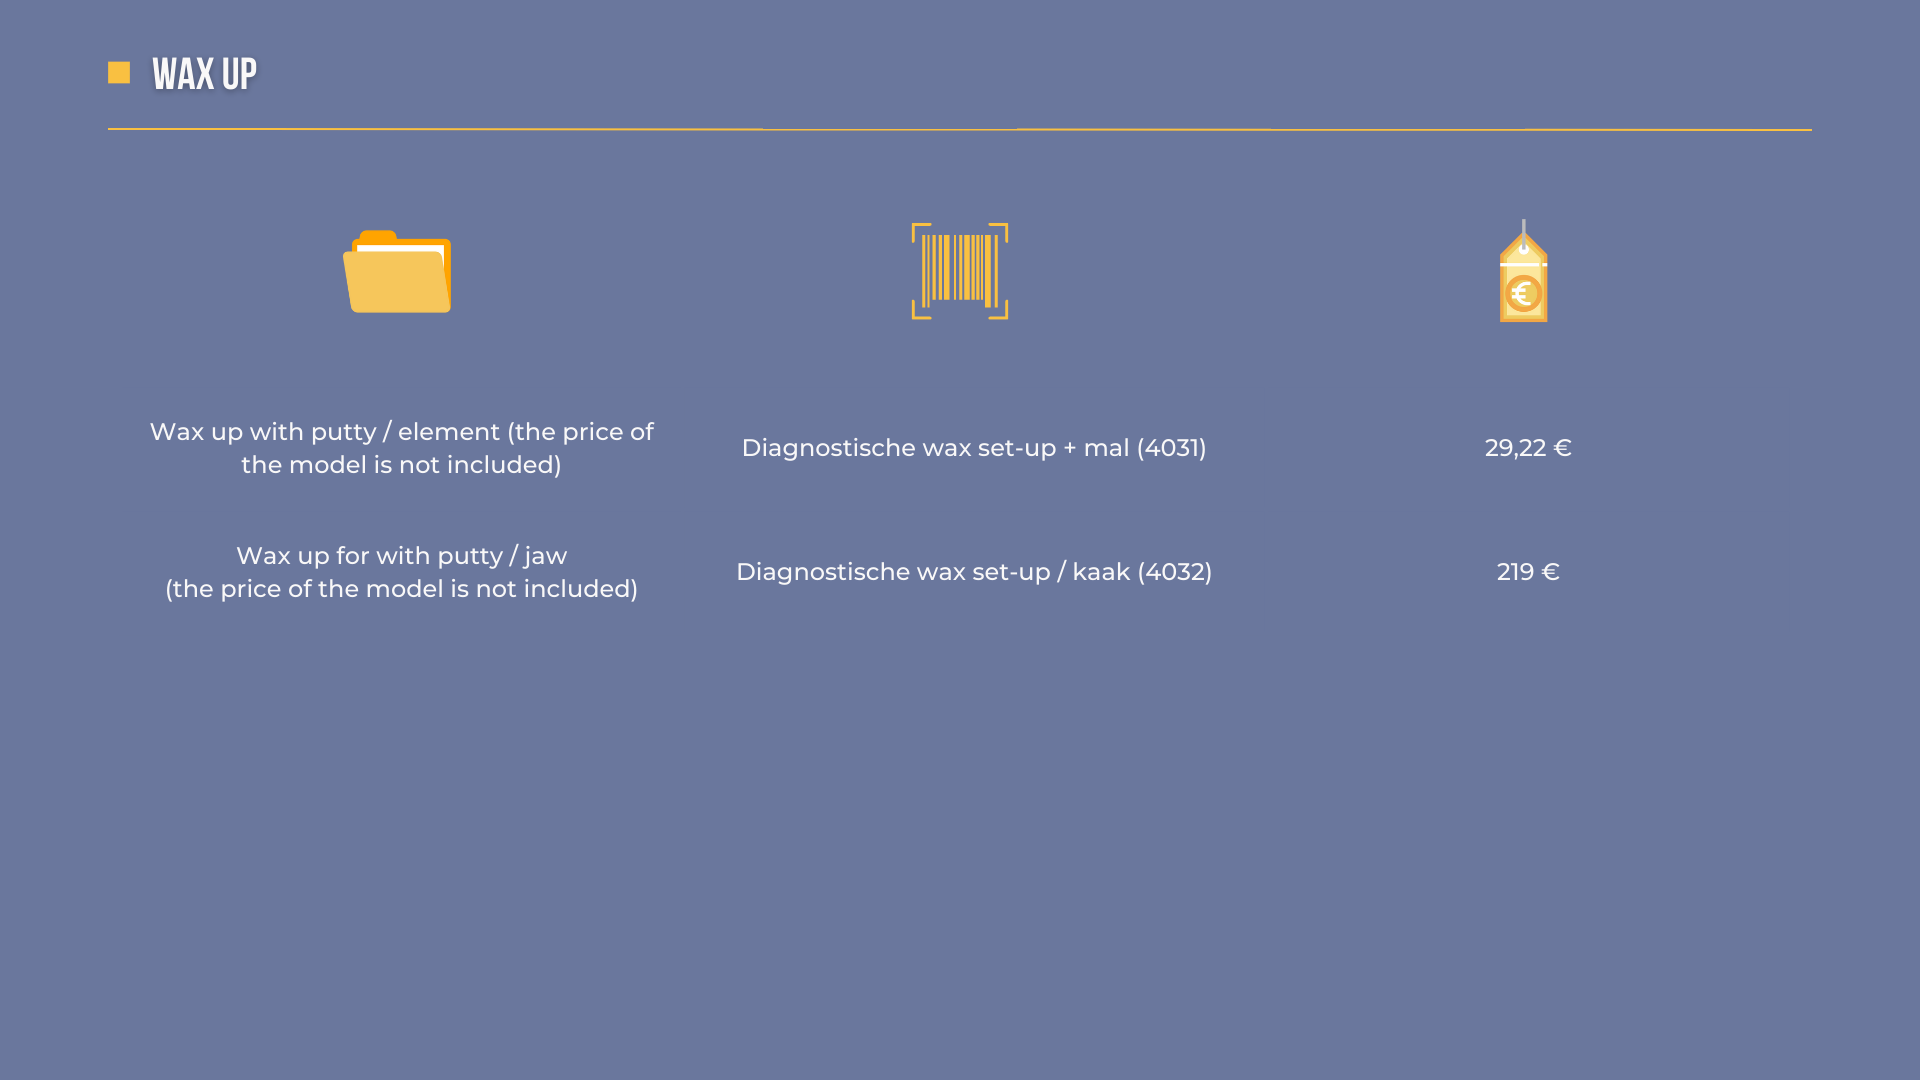 WAX UP
Wax up with putty / element (the price of
the model is not included)
Diagnostische wax set-up + mal (4031)
29,22 €
Wax up for with putty / jaw
(the price of the model is not included)
Diagnostische wax set-up / kaak (4032)
219 €